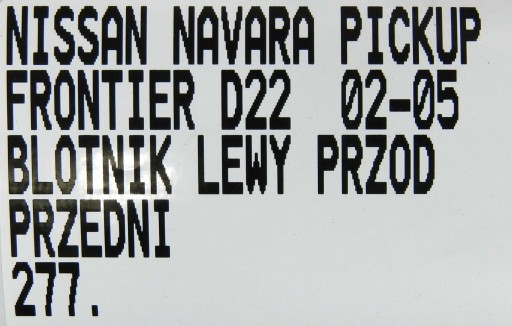 NISSAN NAVARA PICKUP
FRONTIER D22 02-05
BLOTNIK LEWY PRZOD
PRZEDNI
277.